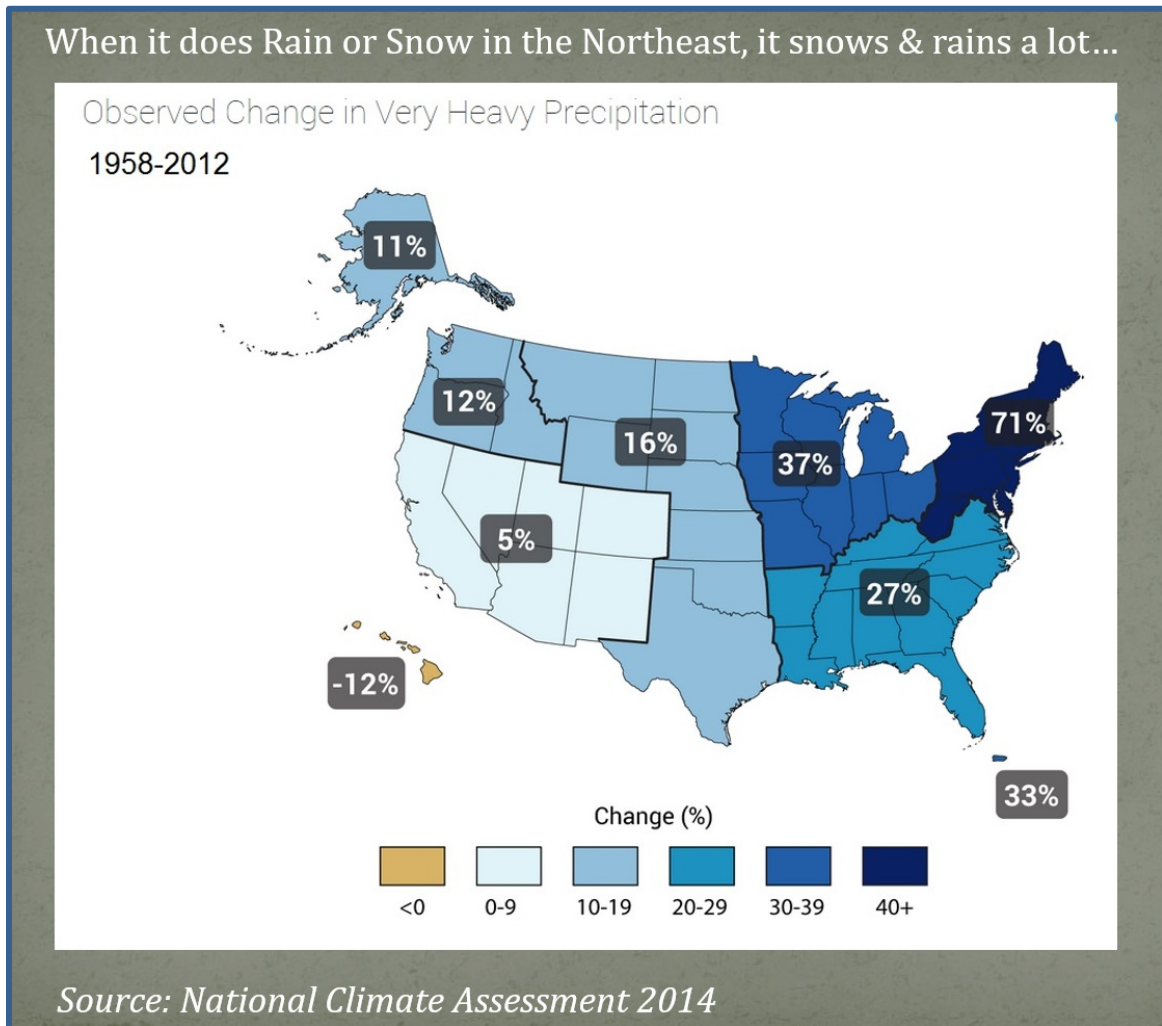 When it does Rain or Snow in the Northeast, it snows & rains a lot…
Observed Change in Very Heavy Precipitation
1958-2012
11%
12%
16%
37%
71%
5%
27%
-12%
33%
Change (%)
<0 0-9 10-19 20-29 30-39 40+
Source: National Climate Assessment 2014